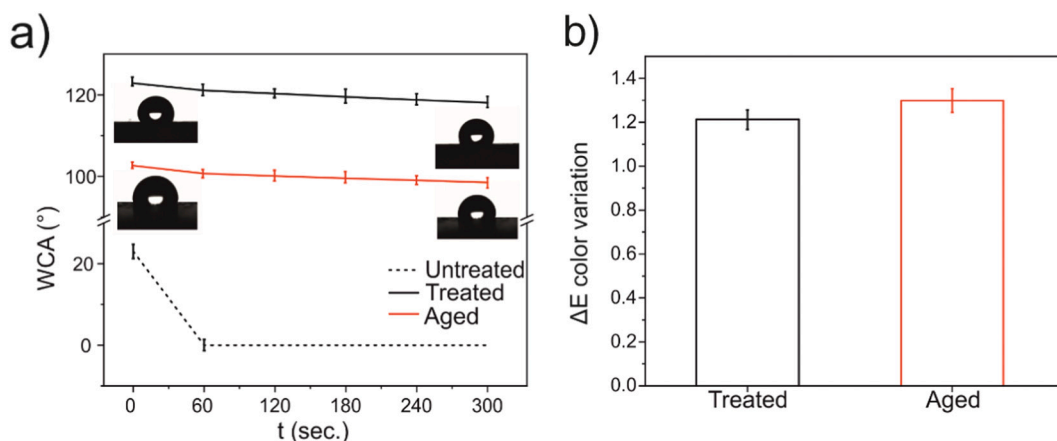 a)
WCA (°)
120
100
20
0
0 60 120 180 240 300
t (sec.)
Untreated
Treated
Aged
b)
ΔE color variation
1.4
1.2
1.0
0.8
0.6
0.4
0.2
0.0
Treated Aged